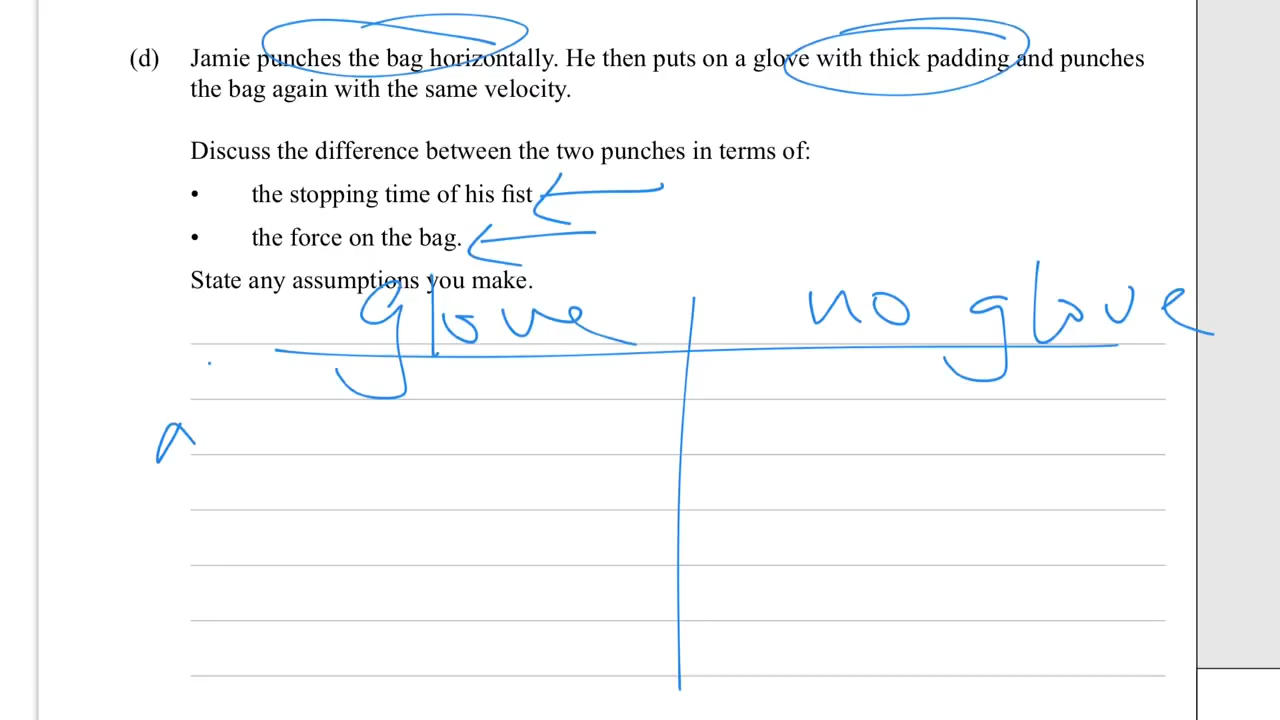 (d) Jamie punches the bag horizontally. He then puts on a glove with thick padding and punches
the bag again with the same velocity.
Discuss the difference between the two punches in terms of:
• the stopping time of his fist
• the force on the bag.
State any assumptions you make.
glove no glove